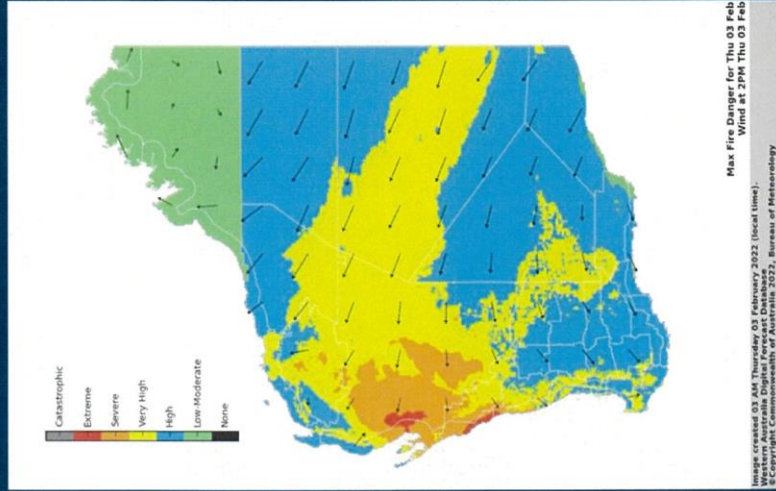 Catastrophic
Extreme
Severe
Very High
High
Low-Moderate
None
Max Fire Danger for Thu 03 Feb
Wind at 2PM Thu 03 Feb
Image created 03 AM Thursday 03 February 2022 (local time).
Western Australia Digital Forecast Database
©Copyright Commonwealth of Australia 2022, Bureau of Meteorology